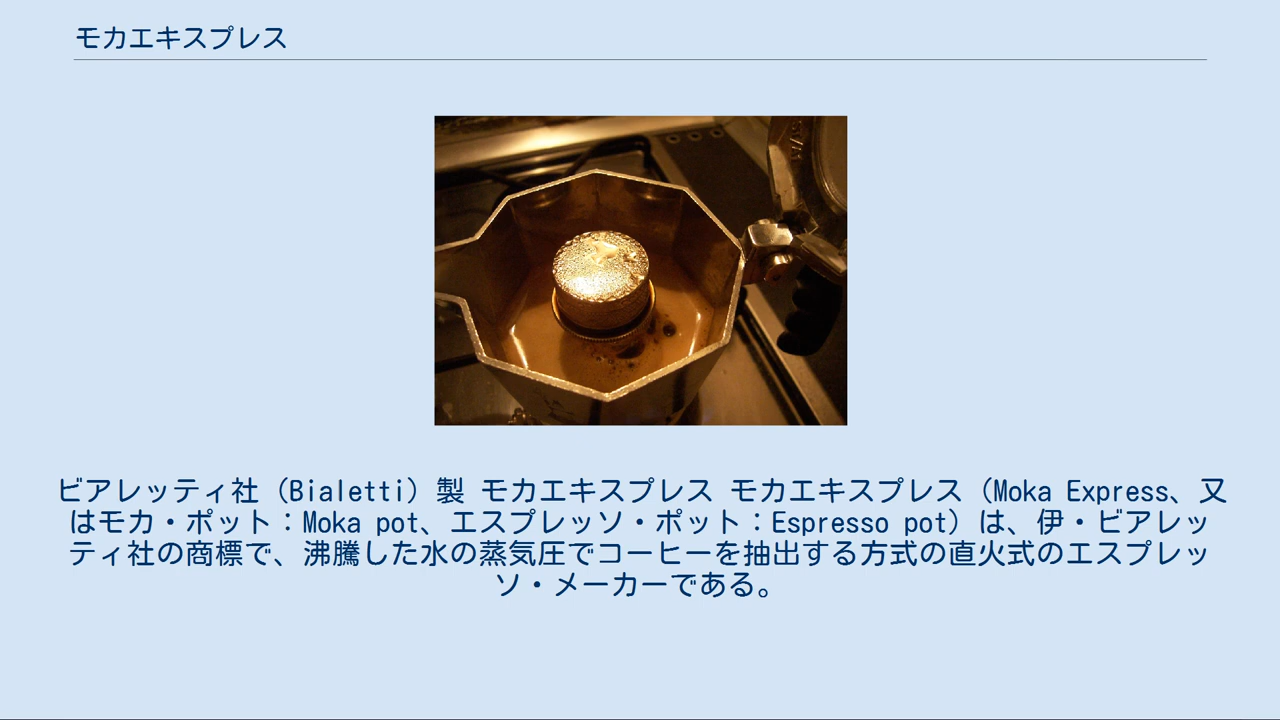 モカエキスプレス
ビアレッティ社（Bialetti）製 モカエキスプレス モカエキスプレス（Moka Express、又
はモカ・ポット：Moka pot、エスプレッソ・ポット：Espresso pot）は、伊・ビアレッ
ティ社の商標で、沸騰した水の蒸気圧でコーヒーを抽出する方式の直火式のエスプレッ
ソ・メーカーである。